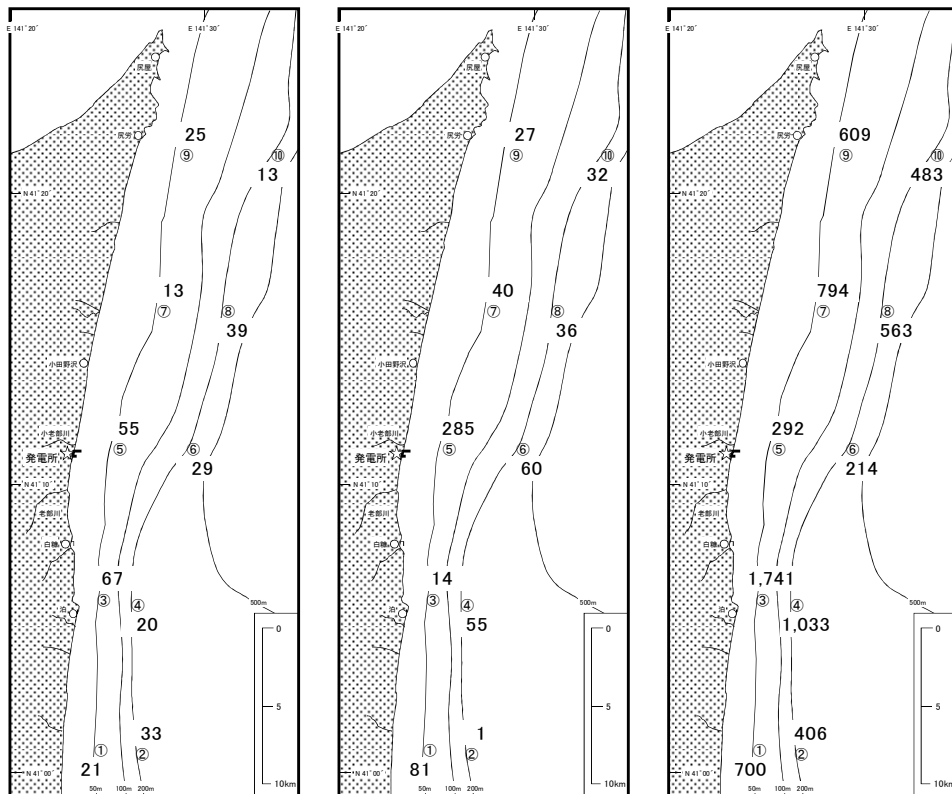 E 141°20′
E 141°30′
尻屋
尻労
25
⑨
⑩
13
N 41°20′
13
⑦
⑧
39
小田野沢
55
小老部川
⑤
⑥
発電所
29
N 41°10′
老部川
白糠
67
③
④
泊
20
500m
0
5
33
①
②
21
N 41°00′
50m
100m
200m
10km
E 141°20′
E 141°30′
尻屋
尻労
27
⑨
⑩
32
N 41°20′
40
⑦
⑧
36
小田野沢
285
小老部川
⑤
⑥
発電所
60
N 41°10′
老部川
白糠
14
③
④
泊
55
500m
0
5
1
①
②
81
N 41°00′
50m
100m
200m
10km
E 141°20′
E 141°30′
尻屋
尻労
609
⑨
⑩
483
N 41°20′
794
⑦
⑧
563
小田野沢
292
小老部川
⑤
⑥
発電所
214
N 41°10′
老部川
白糠
1,741
③
④
泊
1,033
500m
0
5
406
①
②
700
N 41°00′
50m
100m
200m
10km